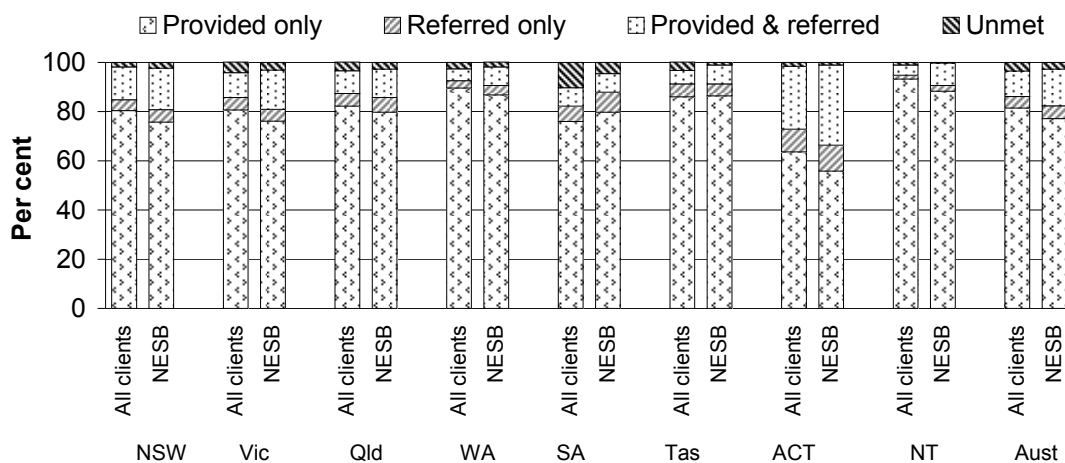 Provided only Referred only Provided & referred Unmet
Per cent
100
80
60
40
20
0
All clients NESB All clients NESB All clients NESB All clients NESB All clients NESB All clients NESB All clients NESB All clients NESB All clients NESB
NSW Vic Qld WA SA Tas ACT NT Aust